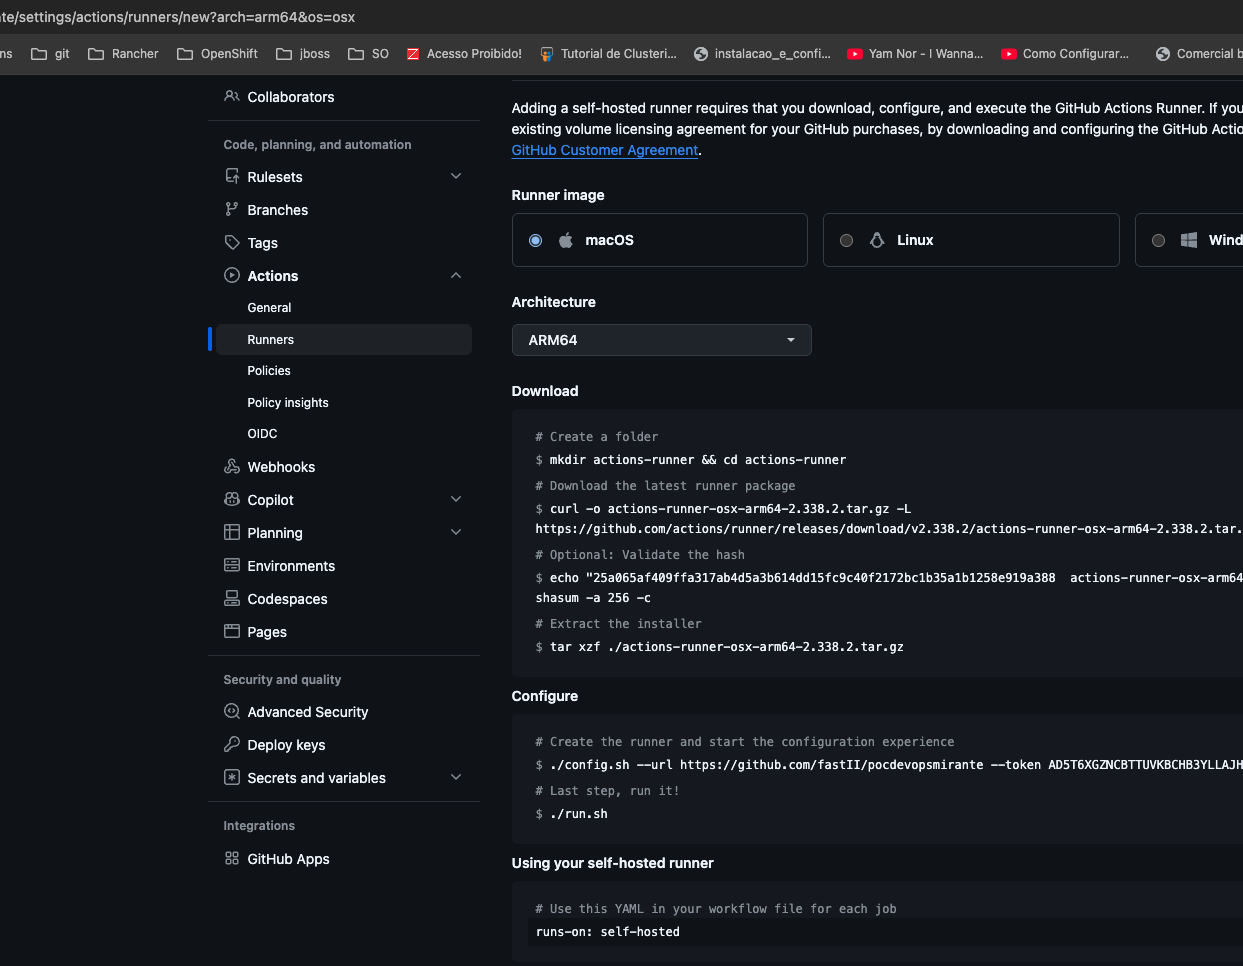 te/settings/actions/runners/new?arch=arm64&os=osx
ns git Rancher OpenShift jboss SO Acesso Proibido! Tutorial de Clusteri... instalacao_e_confi... Yam Nor - I Wanna... Como Configurar... Comercial b
Collaborators
Code, planning, and automation
Rulesets
Branches
Tags
Actions
General
Runners
Policies
Policy insights
OIDC
Webhooks
Copilot
Planning
Environments
Codespaces
Pages
Security and quality
Advanced Security
Deploy keys
Secrets and variables
Integrations
GitHub Apps
Adding a self-hosted runner requires that you download, configure, and execute the GitHub Actions Runner. If you
existing volume licensing agreement for your GitHub purchases, by downloading and configuring the GitHub Actio
GitHub Customer Agreement.
Runner image
macOS
Linux
Wind
Architecture
ARM64
Download
# Create a folder
$ mkdir actions-runner && cd actions-runner
# Download the latest runner package
$ curl -o actions-runner-osx-arm64-2.338.2.tar.gz -L
https://github.com/actions/runner/releases/download/v2.338.2/actions-runner-osx-arm64-2.338.2.tar.
# Optional: Validate the hash
$ echo "25a065af409ffa317ab4d5a3b614dd15fc9c40f2172bc1b35a1b1258e919a388  actions-runner-osx-arm64
shasum -a 256 -c
# Extract the installer
$ tar xzf ./actions-runner-osx-arm64-2.338.2.tar.gz
Configure
# Create the runner and start the configuration experience
$ ./config.sh --url https://github.com/fastII/pocdevopsmirante --token AD5T6XGZNCBTTUVKBCHB3YLLAJH
# Last step, run it!
$ ./run.sh
Using your self-hosted runner
# Use this YAML in your workflow file for each job
runs-on: self-hosted